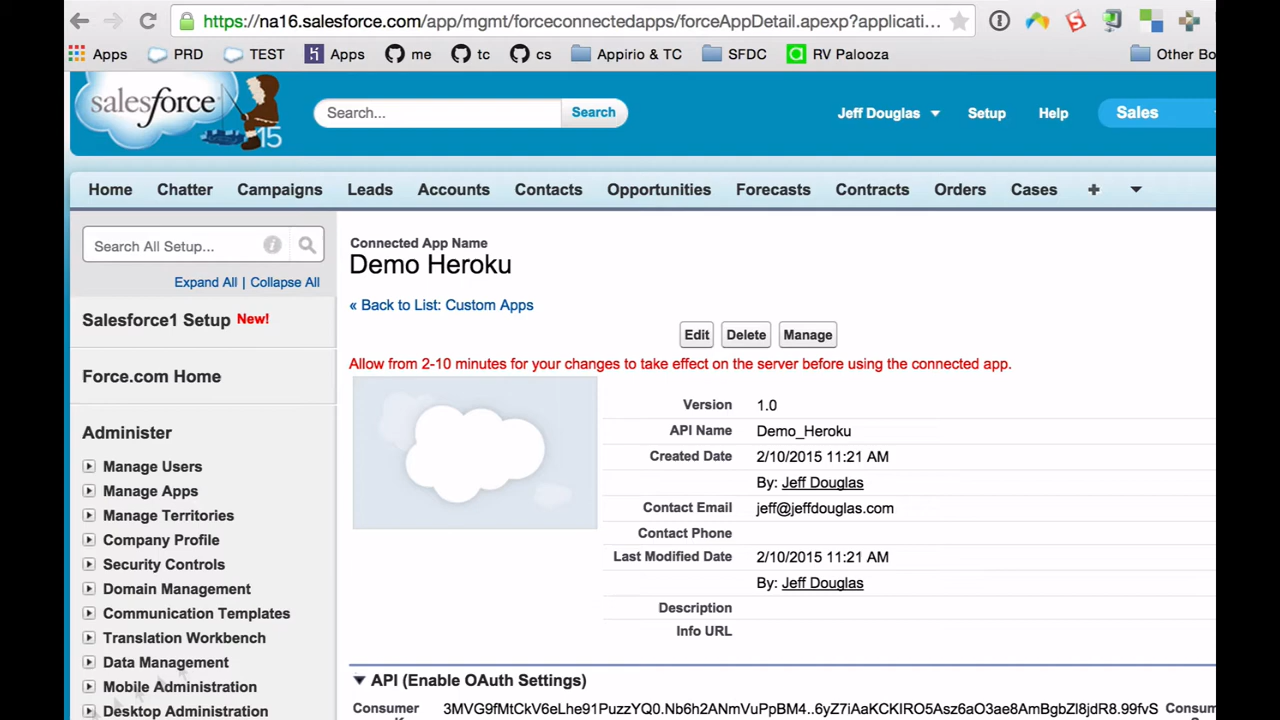 https://na16.salesforce.com/app/mgmt/forceconnectedapps/forceAppDetail.apexp?applicati...
Apps PRD TEST Apps me tc cs Appirio & TC SFDC RV Palooza Other Bo
salesforce
15
Search...
Search
Jeff Douglas Setup Help Sales
Home Chatter Campaigns Leads Accounts Contacts Opportunities Forecasts Contracts Orders Cases +
Search All Setup...
Expand All | Collapse All
Salesforce1 Setup New!
Force.com Home
Administer
Manage Users
Manage Apps
Manage Territories
Company Profile
Security Controls
Domain Management
Communication Templates
Translation Workbench
Data Management
Mobile Administration
Desktop Administration
Connected App Name
Demo Heroku
« Back to List: Custom Apps
Edit Delete Manage
Allow from 2-10 minutes for your changes to take effect on the server before using the connected app.
Version 1.0
API Name Demo_Heroku
Created Date 2/10/2015 11:21 AM
By: Jeff Douglas
Contact Email jeff@jeffdouglas.com
Contact Phone
Last Modified Date 2/10/2015 11:21 AM
By: Jeff Douglas
Description
Info URL
API (Enable OAuth Settings)
Consumer 3MVG9fMtCkV6eLhe91PuzzYQ0.Nb6h2ANmVuPpBM4..6yZ7iAaKCKIRO5Asz6aO3ae8AmBgbZl8jdR8.99fvS Consu